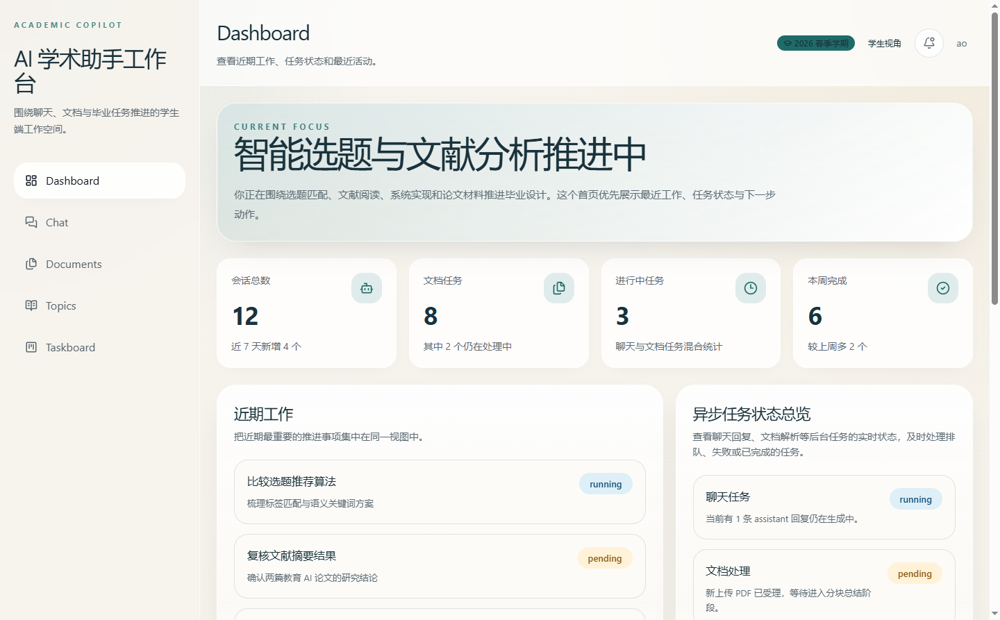 ACADEMIC COPILOT
AI 学术助手工作
台
围绕聊天、文档与毕业任务推进的学生
端工作空间。
Dashboard
Chat
Documents
Topics
Taskboard
Dashboard
查看近期工作、任务状态和最近活动。
2026 春季学期
学生视角
ao
CURRENT FOCUS
智能选题与文献分析推进中
你正在围绕选题匹配、文献阅读、系统实现和论文材料推进毕业设计。这个首页优先展示最近工作、任务状态与下一步
动作。
会话总数
12
近 7 天新增 4 个
文档任务
8
其中 2 个仍在处理中
进行中任务
3
聊天与文档任务混合统计
本周完成
6
较上周多 2 个
近期工作
把近期最重要的推进事项集中在同一视图中。
比较选题推荐算法
running
梳理标签匹配与语义关键词方案
复核文献摘要结果
pending
确认两篇教育 AI 论文的研究结论
异步任务状态总览
查看聊天回复、文档解析等后台任务的实时状态，及时处理排
队、失败或已完成的任务。
聊天任务
running
当前有 1 条 assistant 回复仍在生成中。
文档处理
pending
新上传 PDF 已受理，等待进入分块总结阶
段。